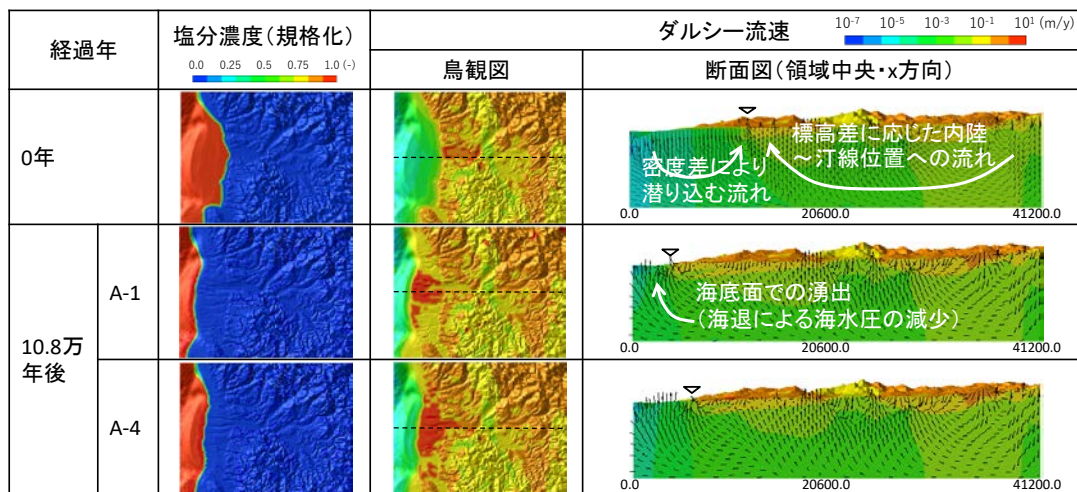 経過年
塩分濃度（規格化）
0.0 0.25 0.5 0.75 1.0 (-)
ダルシー流速
10⁻⁷ 10⁻⁵ 10⁻³ 10⁻¹ 10¹ (m/y)
鳥観図
断面図（領域中央・x方向）
0年
密度差により
潜り込む流れ
標高差に応じた内陸
～汀線位置への流れ
0.0 20600.0 41200.0
10.8万
年後
A-1
海底面での湧出
（海退による海水圧の減少）
0.0 20600.0 41200.0
A-4
0.0 20600.0 41200.0